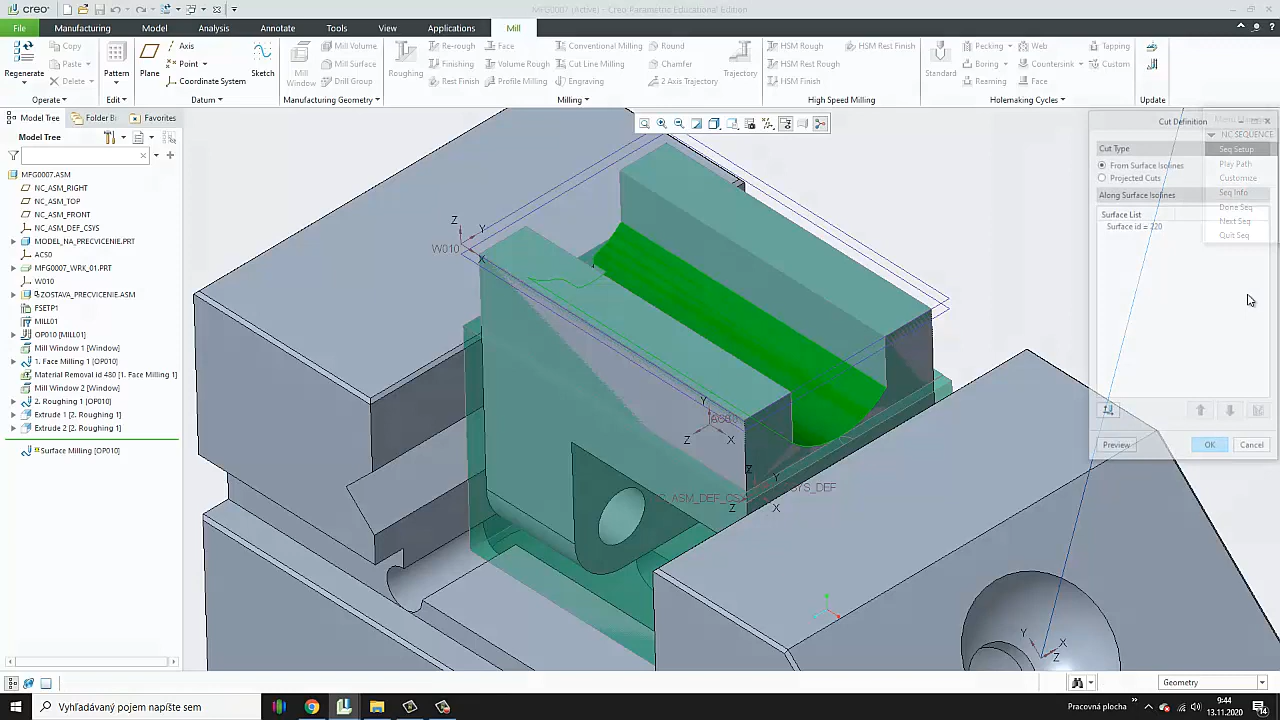 creo
MFG0007 (Active) - Creo Parametric Educational Edition
File Manufacturing Model Analysis Annotate Tools View Applications Mill
Regenerate
Copy
Paste
Delete
Operate
Pattern
Edit
Plane
Axis
Point
Coordinate System
Sketch
Datum
Mill Window
Mill Volume
Mill Surface
Drill Group
Manufacturing Geometry
Roughing
Re-rough
Finishing
Rest Finish
Face
Volume Rough
Profile Milling
Conventional Milling
Cut Line Milling
Engraving
Round
Chamfer
2 Axis Trajectory
Trajectory
Milling
HSM Rough
HSM Rest Rough
HSM Finish
HSM Rest Finish
High Speed Milling
Standard
Pecking
Boring
Reaming
Web
Countersink
Face
Tapping
Custom
Holemaking Cycles
Update
Model Tree
Folder B
Favorites
Model Tree
MFG0007.ASM
NC_ASM_RIGHT
NC_ASM_TOP
NC_ASM_FRONT
NC_ASM_DEF_CSYS
MODEL_NA_PRECVICENIE.PRT
ACS0
MFG0007_WRK_01.PRT
W010
ZOSTAVA_PRECVICENIE.ASM
FSETP1
MILL01
OP010 [MILL01]
Mill Window 1 [Window]
1. Face Milling 1 [OP010]
Material Removal id 480 [1. Face Milling 1]
Mill Window 2 [Window]
2. Roughing 1 [OP010]
Extrude 1 [2. Roughing 1]
Extrude 2 [2. Roughing 1]
Surface Milling [OP010]
Z
Y
W010
X
Y
Z
X
Z
Y
Z
X
Y
X
Z
Cut Definition
Cut Type
From Surface Isolines
Projected Cuts
Along Surface Isolines
Surface List
Surface id = 220
Preview
OK
Cancel
NC SEQUENCE
Seq Setup
Play Path
Customize
Seq Info
Done Seq
Next Seq
Quit Seq
Geometry
Vyhľadávaný pojem napíšte sem
Pracovná plocha
9:44
13.11.2020